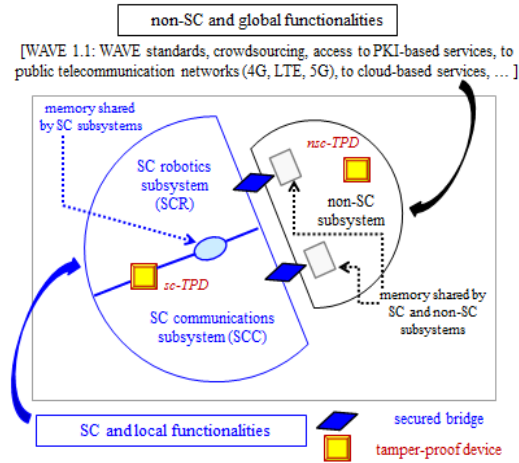 non-SC and global functionalities
[WAVE 1.1: WAVE standards, crowdsourcing, access to PKI-based services, to
public telecommunication networks (4G, LTE, 5G), to cloud-based services, … ]
memory shared
by SC subsystems
SC robotics
subsystem
(SCR)
nsc-TPD
non-SC
subsystem
sc-TPD
SC communications
subsystem (SCC)
memory shared by
SC and non-SC
subsystems
SC and local functionalities
secured bridge
tamper-proof device